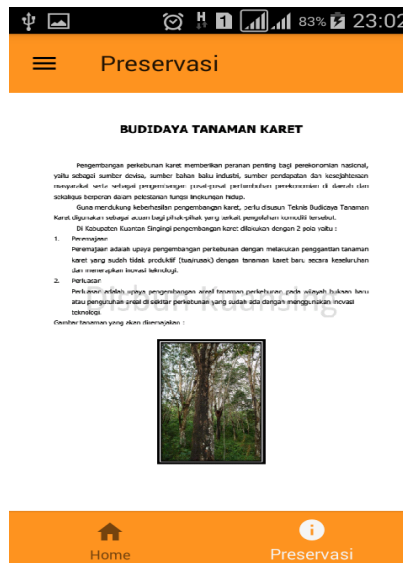 83% 23:02
Preservasi
BUDIDAYA TANAMAN KARET
Pengembangan perkebunan karet memberikan peranan penting bagi perekonomian nasional,
yaitu sebagai sumber devisa, sumber bahan baku industri, sumber pendapatan dan kesejahteraan
masyarakat serta sebagai pengembangan pusat-pusat pertumbuhan perekonomian di daerah dan
sekaligus berperan dalam pelestarian fungsi lingkungan hidup.
Guna mendukung keberhasilan pengembangan karet, perlu disusun Teknis Budidaya Tanaman
Karet digunakan sebagai acuan bagi pihak-pihak yang terkait pengolahan komoditi tersebut.
Di Kabupaten Kuantan Singingi pengembangan karet dilakukan dengan 2 pola yaitu :
1. Peremajaan
Peremajaan adalah upaya pengembangan perkebunan dengan melakukan penggantian tanaman
karet yang sudah tidak produktif (tua/rusak) dengan tanaman karet baru secara keseluruhan
dan menerapkan inovasi teknologi.
2. Perluasan
Perluasan adalah upaya pengembangan areal tanaman perkebunan pada wilayah bukaan baru
atau pengutuhan areal di sekitar perkebunan yang sudah ada dengan menggunakan inovasi
teknologi
Disbun Kuansing
Gambar tanaman yang akan diremajakan :
Home Preservasi